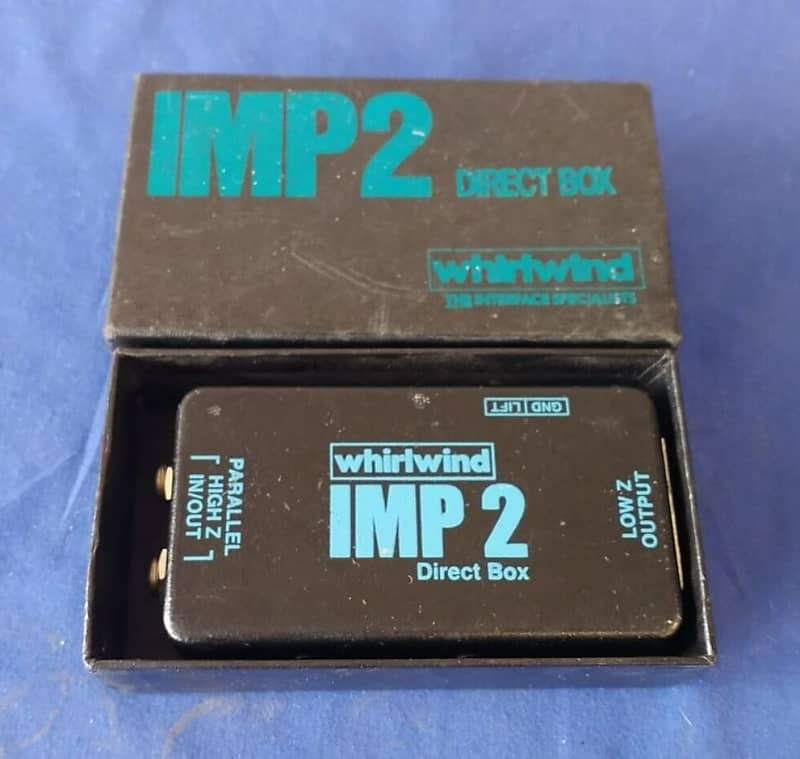 IMP2 DIRECT BOX
whirlwind
THE INTERFACE SPECIALISTS
GND LIFT
whirlwind
IMP 2
Direct Box
PARALLEL
HIGH Z
IN/OUT
LOW Z
OUTPUT